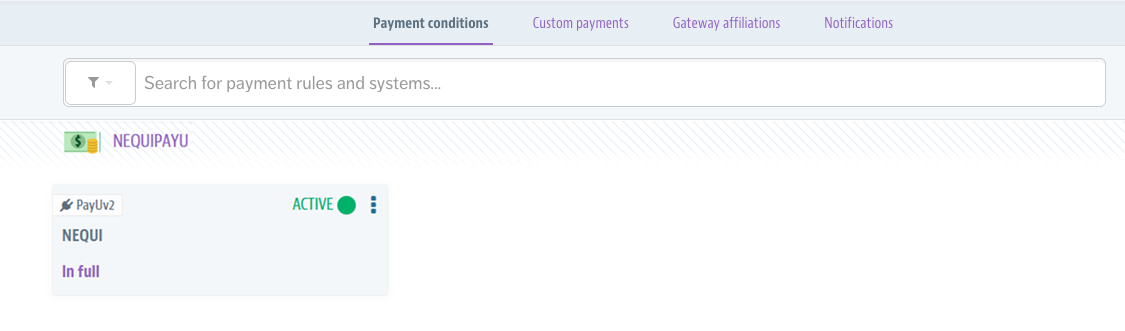 Payment conditions Custom payments Gateway affiliations Notifications
Search for payment rules and systems...
$ NEQUIPAYU
PayUv2 ACTIVE
NEQUI
In full